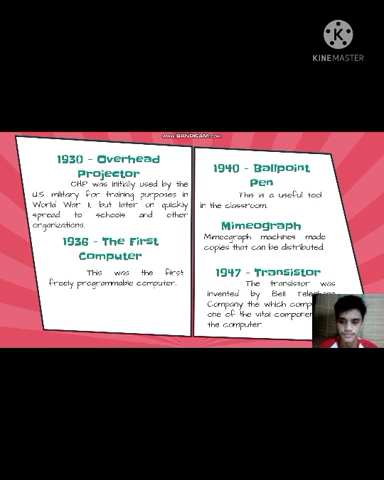 K
KINEMASTER
www.BANDICAM.com
1930 - Overhead
Projector
OHP was initially used by the
U.S military for training purposes in
World War II, but later on quickly
spread to schools and other
organizations.
1936 - The First
Computer
This was the first
freely programmable computer.
1940 - Ballpoint
Pen
This is a useful tool
in the classroom.
Mimeograph
Mimeograph machines made
copies that can be distributed.
1947 - Transistor
The transistor was
invented by Bell Telephone
Company the which
one of the vital
the computer.